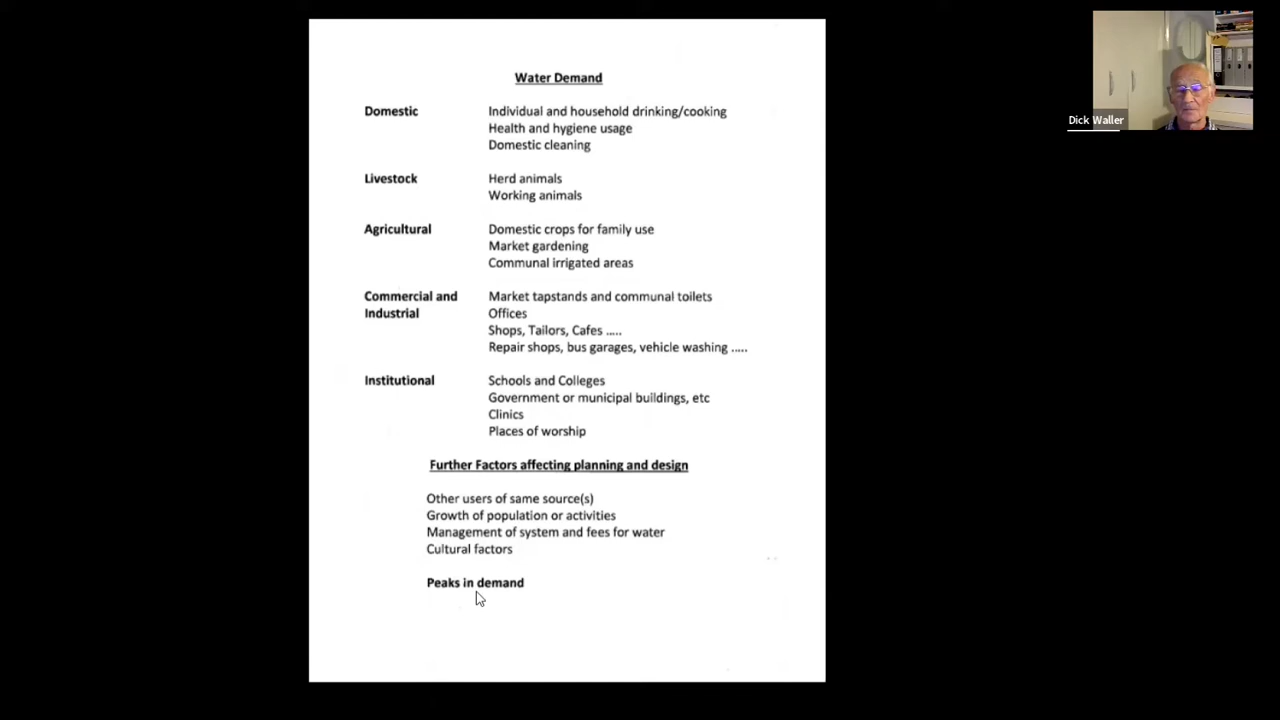 Water Demand
Domestic Individual and household drinking/cooking
Health and hygiene usage
Domestic cleaning
Livestock Herd animals
Working animals
Agricultural Domestic crops for family use
Market gardening
Communal irrigated areas
Commercial and Market tapstands and communal toilets
Industrial Offices
Shops, Tailors, Cafes .....
Repair shops, bus garages, vehicle washing .....
Institutional Schools and Colleges
Government or municipal buildings, etc
Clinics
Places of worship
Further Factors affecting planning and design
Other users of same source(s)
Growth of population or activities
Management of system and fees for water
Cultural factors
Peaks in demand
Dick Waller